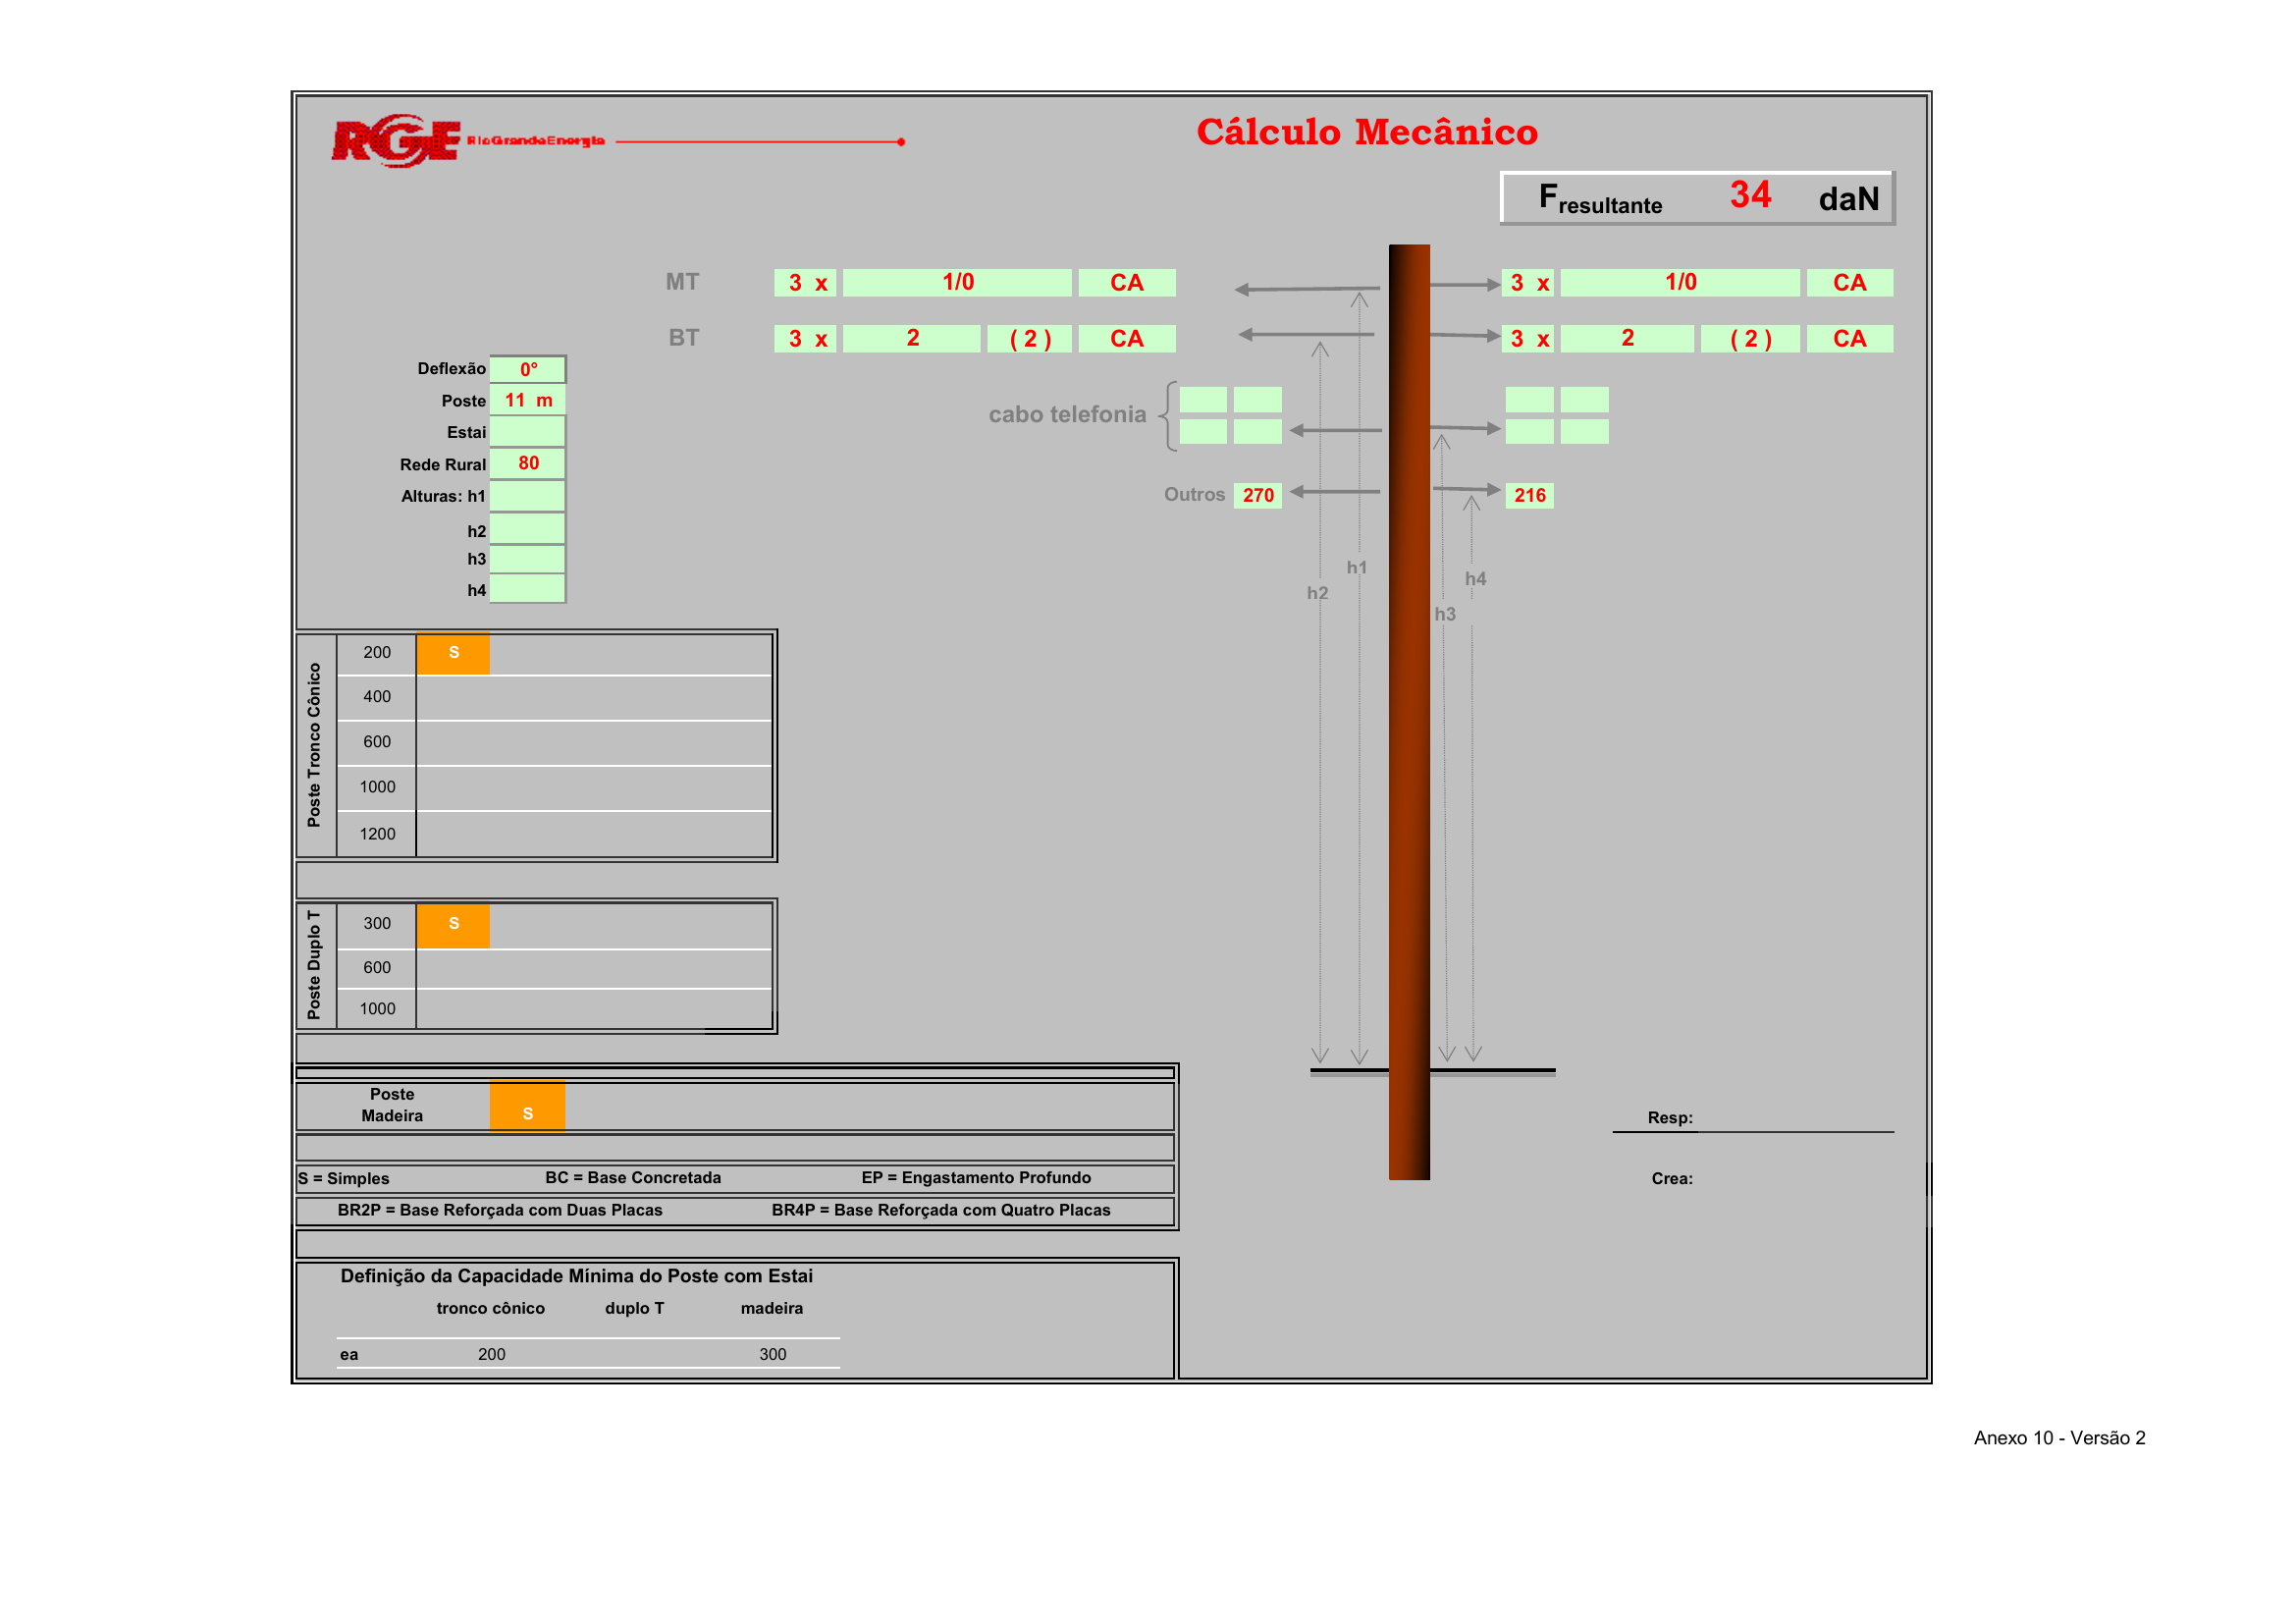 RGE RioGrandeEnergia
Cálculo Mecânico
Fresultante 34 daN
MT 3 x 1/0 CA 3 x 1/0 CA
BT 3 x 2 ( 2 ) CA 3 x 2 ( 2 ) CA
Deflexão 0°
Poste 11 m
cabo telefonia
Estai
Rede Rural 80
Alturas: h1
Outros 270 216
h2
h3
h4
h1
h2
h4
h3
Poste Tronco Cônico
200 S
400
600
1000
1200
Poste Duplo T
300 S
600
1000
Poste
Madeira
S
Resp:
S = Simples BC = Base Concretada EP = Engastamento Profundo
Crea:
BR2P = Base Reforçada com Duas Placas BR4P = Base Reforçada com Quatro Placas
Definição da Capacidade Mínima do Poste com Estai
tronco cônico duplo T madeira
ea 200 300
Anexo 10 - Versão 2